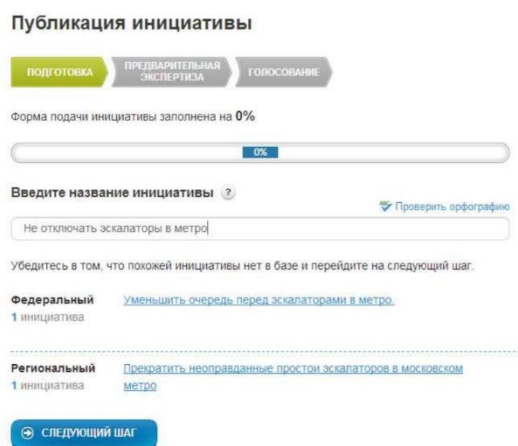 Публикация инициативы
ПОДГОТОВКА
ПРЕДВАРИТЕЛЬНАЯ
ЭКСПЕРТИЗА
ГОЛОСОВАНИЕ
Форма подачи инициативы заполнена на 0%
0%
Введите название инициативы ?
ABC Проверить орфографию
Не отключать эскалаторы в метро
Убедитесь в том, что похожей инициативы нет в базе и перейдите на следующий шаг.
Федеральный Уменьшить очередь перед эскалаторами в метро.
1 инициатива
Региональный Прекратить неоправданные простои эскалаторов в московском
1 инициатива метро
СЛЕДУЮЩИЙ ШАГ